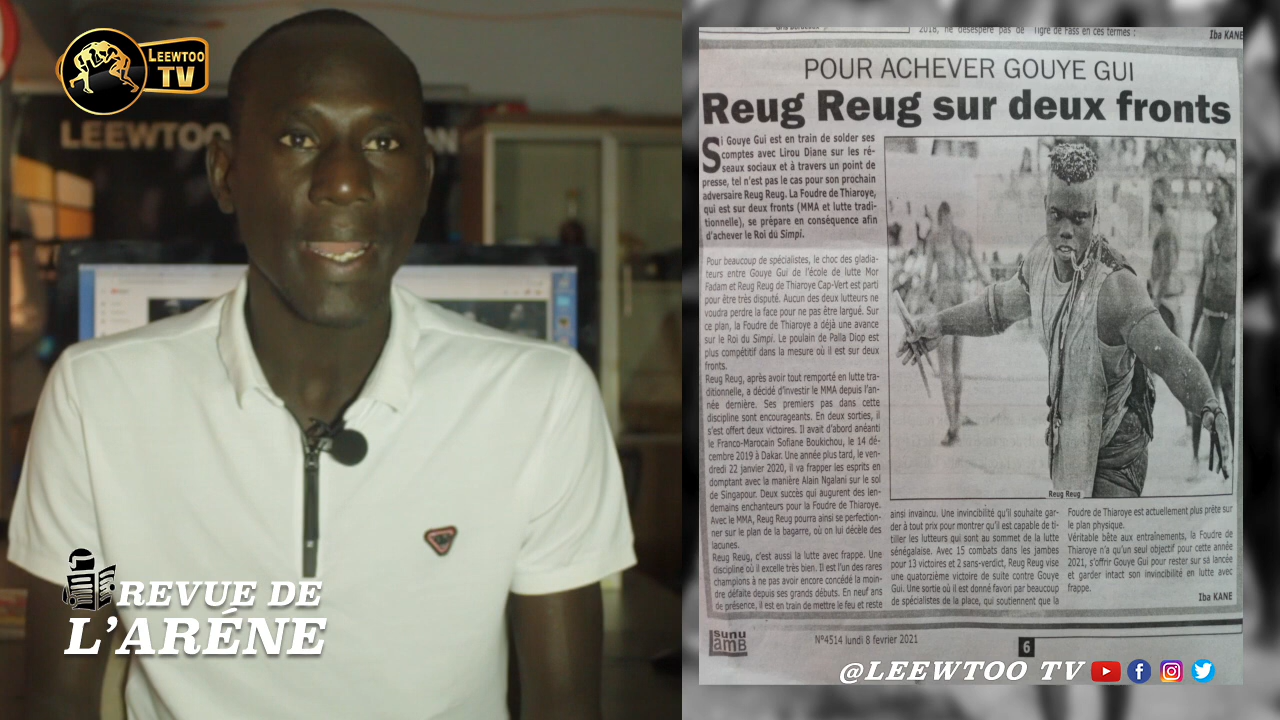 LEEWTOO
TV
LEEWTOO
ON
REVUE DE
L'ARÉNE
2018, ne désespère pas de
Tigre de Fass en ces termes :
Iba KANE
POUR ACHEVER GOUYE GUI
Reug Reug sur deux fronts
Si Gouye Gui est en train de solder ses
comptes avec Lirou Diane sur les ré-
seaux sociaux et à travers un point de
presse, tel n'est pas le cas pour son prochain
adversaire Reug Reug. La Foudre de Thiaroye,
qui est sur deux fronts (MMA et lutte tradi-
tionnelle), se prépare en conséquence afin
d'achever le Roi du Simpi.
Pour beaucoup de spécialistes, le choc des gladia-
teurs entre Gouye Gui de l'école de lutte Mor
Fadam et Reug Reug de Thiaroye Cap-Vert est parti
pour être très disputé. Aucun des deux lutteurs ne
voudra perdre la face pour ne pas être largué. Sur
ce plan, la Foudre de Thiaroye a déjà une avance
sur le Roi du Simpi. Le poulain de Palla Diop est
plus compétitif dans la mesure où il est sur deux
fronts.
Reug Reug, après avoir tout remporté en lutte tra-
ditionnelle, a décidé d'investir le MMA depuis l'an-
née dernière. Ses premiers pas dans cette
discipline sont encourageants. En deux sorties, il
s'est offert deux victoires. Il avait d'abord anéanti
le Franco-Marocain Sofiane Boukichou, le 14 dé-
cembre 2019 à Dakar. Une année plus tard, le ven-
dredi 22 janvier 2020, il va frapper les esprits en
domptant avec la manière Alain Ngalani sur le sol
de Singapour. Deux succès qui augurent des len-
demains enchanteurs pour la Foudre de Thiaroye.
Avec le MMA, Reug Reug pourra ainsi se perfection-
ner sur le plan de la bagarre, où on lui décèle des
lacunes.
Reug Reug, c'est aussi la lutte avec frappe. Une
discipline où il excelle très bien. Il est l'un des rares
champions à ne pas avoir encore concédé la moin-
dre défaite depuis ses grands débuts. En neuf ans
de présence, il est en train de mettre le feu et reste
Reug Reug
ainsi invaincu. Une invincibilité qu'il souhaite gar-
der à tout prix pour montrer qu'il est capable de ti-
tiller les lutteurs qui sont au sommet de la lutte
sénégalaise. Avec 15 combats dans les jambes
pour 13 victoires et 2 sans-verdict, Reug Reug vise
une quatorzième victoire de suite contre Gouye
Gui. Une sortie où il est donné favori par beaucoup
de spécialistes de la place, qui soutiennent que la
Foudre de Thiaroye est actuellement plus prête sur
le plan physique.
Véritable bête aux entraînements, la Foudre de
Thiaroye n'a qu'un seul objectif pour cette année
2021, s'offrir Gouye Gui pour rester sur sa lancée
et garder intact son invincibilité en lutte avec
frappe.
Iba KANE
sunu
lamb
N°4514 lundi 8 fevrier 2021
6
@LEEWTOO TV